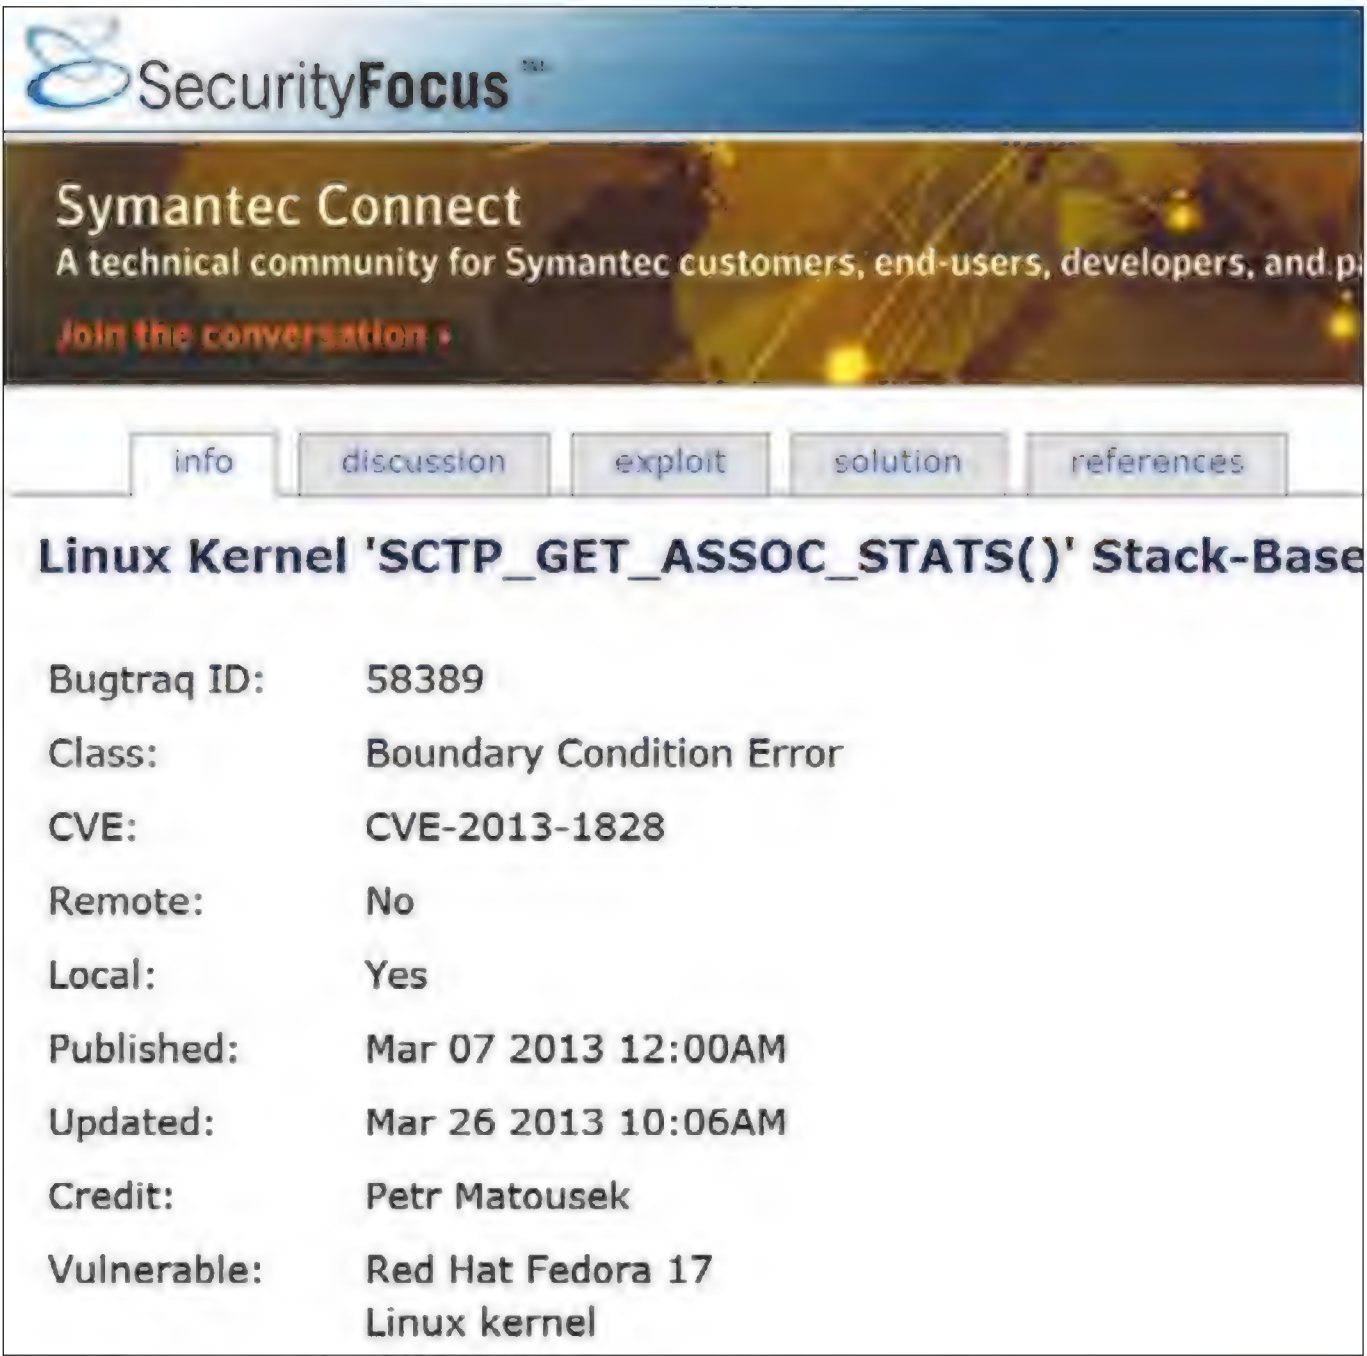 SecurityFocus™
Symantec Connect
A technical community for Symantec customers, end-users, developers, and pa
Join the conversation ›
info discussion exploit solution references
Linux Kernel 'SCTP_GET_ASSOC_STATS()' Stack-Base
Bugtraq ID: 58389
Class: Boundary Condition Error
CVE: CVE-2013-1828
Remote: No
Local: Yes
Published: Mar 07 2013 12:00AM
Updated: Mar 26 2013 10:06AM
Credit: Petr Matousek
Vulnerable: Red Hat Fedora 17
Linux kernel